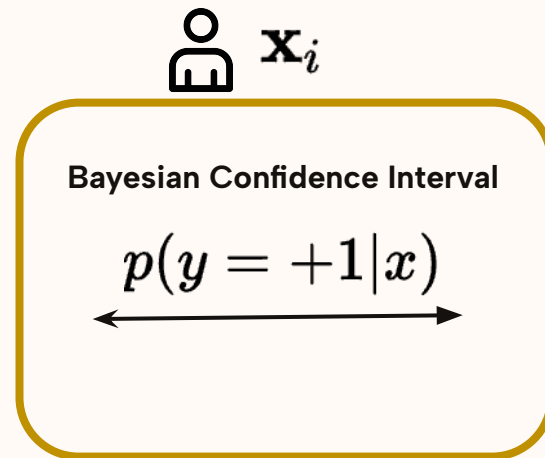 𝐱ᵢ
Bayesian Confidence Interval
p(y = +1|x)